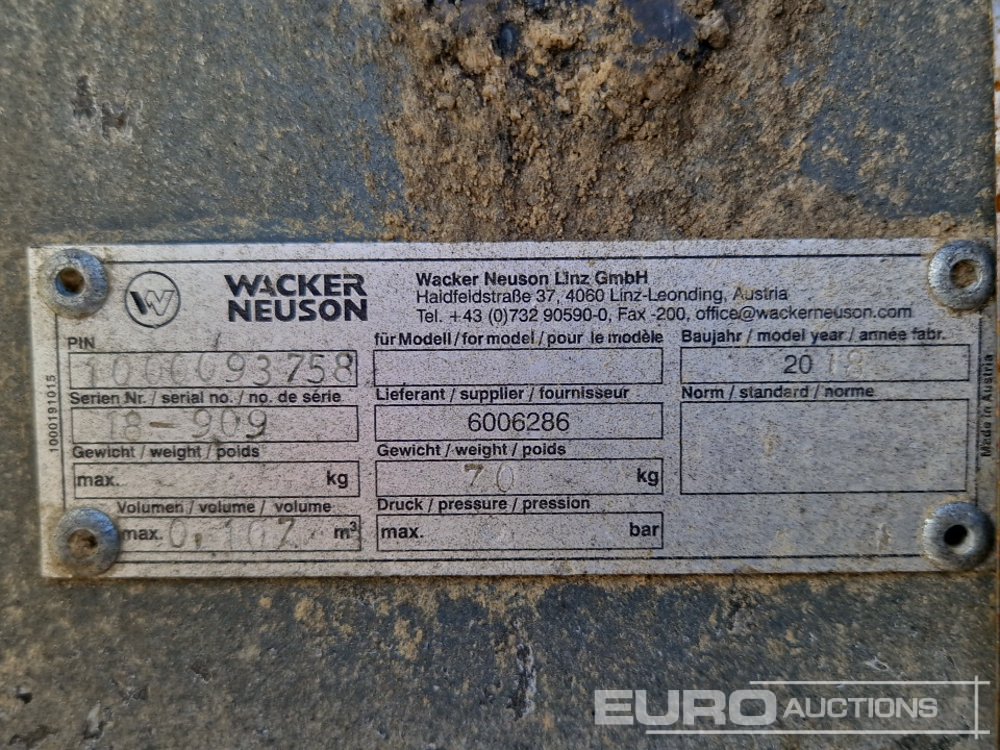 WACKER
NEUSON
Wacker Neuson Linz GmbH
Haidfeldstraße 37, 4060 Linz-Leonding, Austria
Tel. +43 (0)732 90590-0, Fax -200, office@wackerneuson.com
PIN
1000093758
für Modell / for model / pour le modèle
Baujahr / model year / année fabr.
2018
Serien Nr. / serial no. / no. de série
18-909
Lieferant / supplier / fournisseur
6006286
Norm / standard / norme
Gewicht / weight / poids
max. kg
Gewicht / weight / poids
70 kg
Volumen / volume / volume
max. 0.167 m³
Druck / pressure / pression
max. bar
1000191015
Made in Austria
EURO AUCTIONS